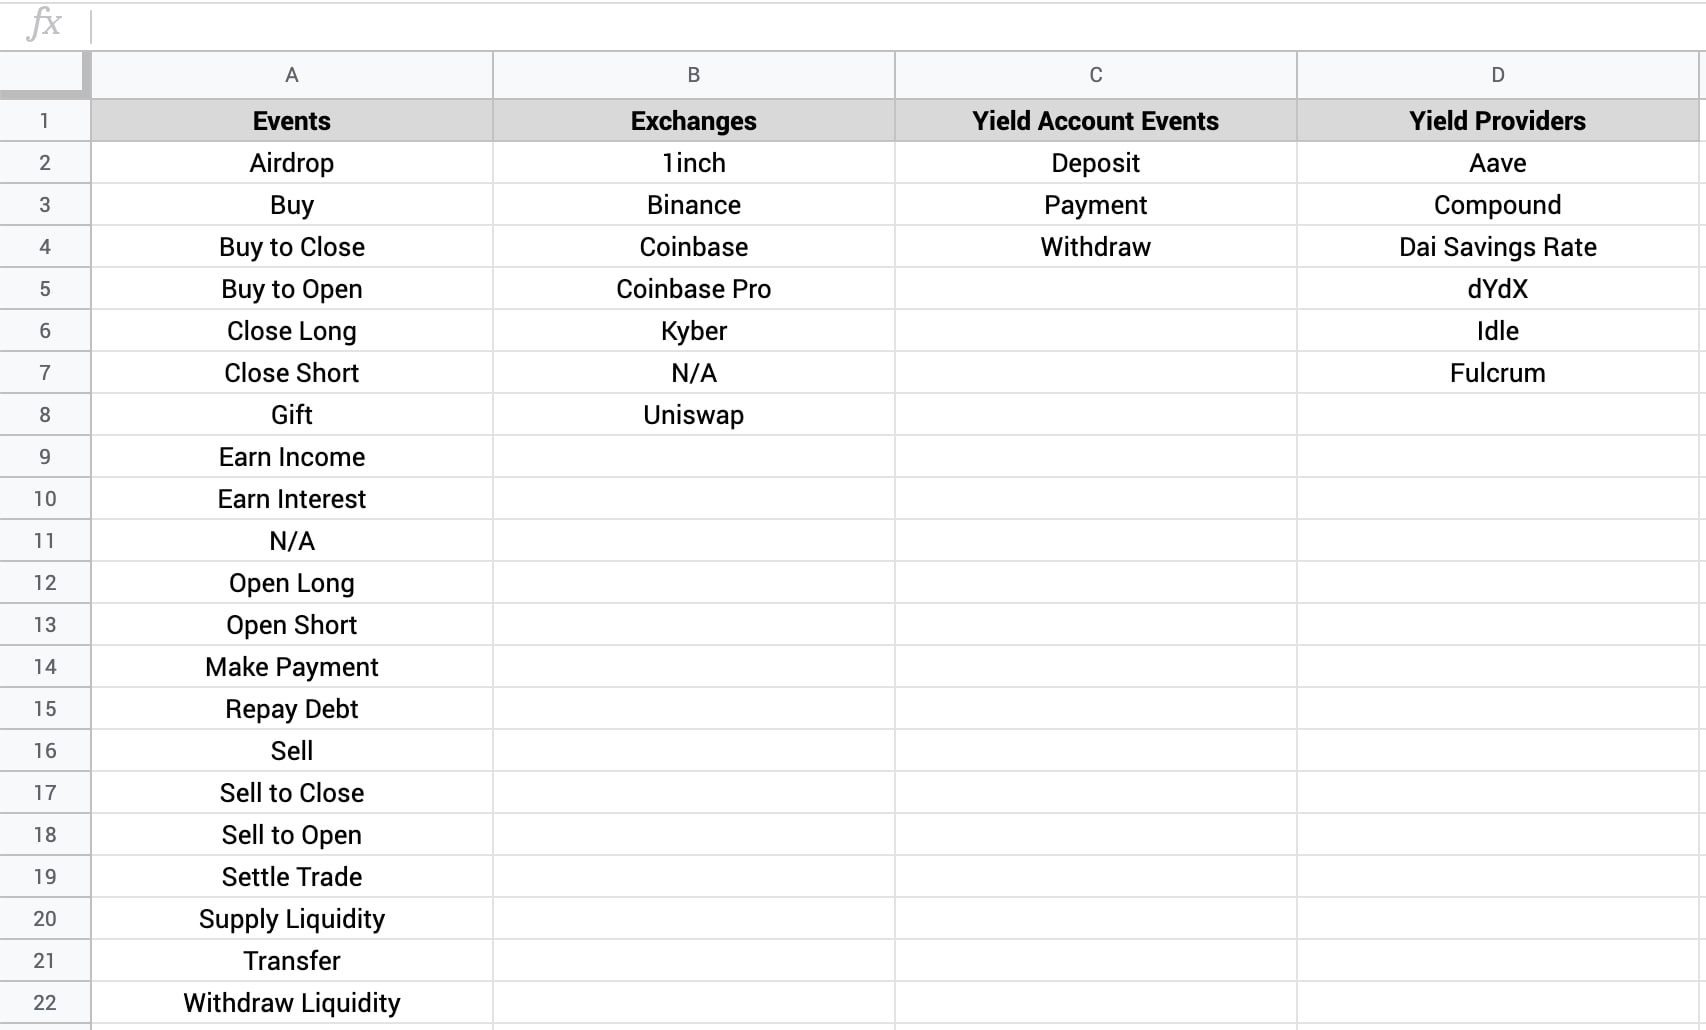 fx
A B C D
1 Events Exchanges Yield Account Events Yield Providers
2 Airdrop 1inch Deposit Aave
3 Buy Binance Payment Compound
4 Buy to Close Coinbase Withdraw Dai Savings Rate
5 Buy to Open Coinbase Pro dYdX
6 Close Long Kyber Idle
7 Close Short N/A Fulcrum
8 Gift Uniswap
9 Earn Income
10 Earn Interest
11 N/A
12 Open Long
13 Open Short
14 Make Payment
15 Repay Debt
16 Sell
17 Sell to Close
18 Sell to Open
19 Settle Trade
20 Supply Liquidity
21 Transfer
22 Withdraw Liquidity